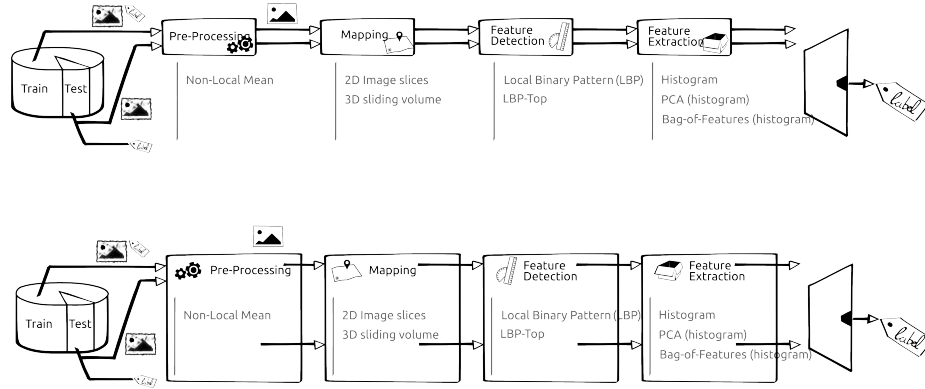 Pre-Processing
Mapping
Feature
Detection
Feature
Extraction
Train
Test
Non-Local Mean
2D Image slices
3D sliding volume
Local Binary Pattern (LBP)
LBP-Top
Histogram
PCA (histogram)
Bag-of-Features (histogram)
label
Pre-Processing
Mapping
Feature
Detection
Feature
Extraction
Train
Test
Non-Local Mean
2D Image slices
3D sliding volume
Local Binary Pattern (LBP)
LBP-Top
Histogram
PCA (histogram)
Bag-of-Features (histogram)
label